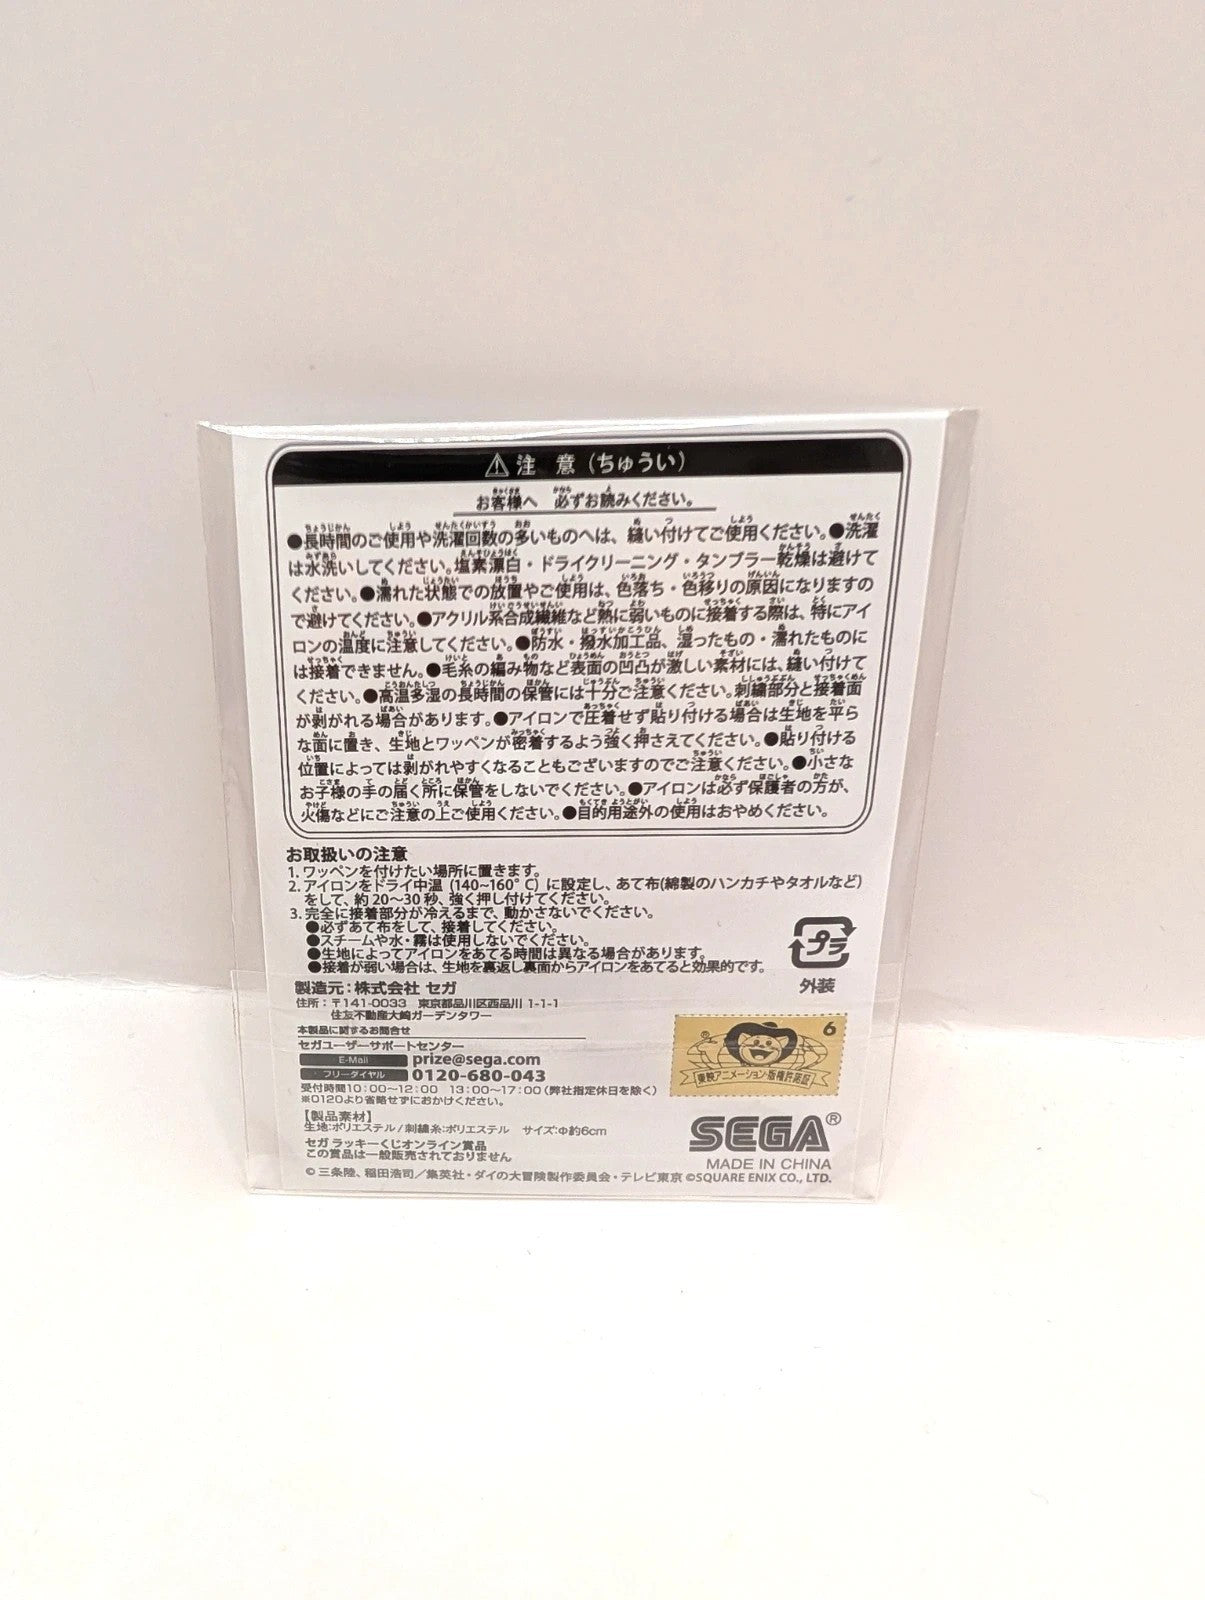 ⚠注 意(ちゅうい)
お客様へ 必ずお読みください。
●長時間のご使用や洗濯回数の多いものへは、縫い付けてご使用ください。●洗濯
は水洗いしてください。塩素漂白・ドライクリーニング・タンブラー乾燥は避けて
ください。●濡れた状態での放置やご使用は、色落ち・色移りの原因になりますの
で避けてください。●アクリル系合成繊維など熱に弱いものに接着する際は、特にアイ
ロンの温度に注意してください。●防水・撥水加工品、湿ったもの・濡れたものに
は接着できません。●毛糸の編み物など表面の凹凸が激しい素材には、縫い付けて
ください。●高温多湿の長時間の保管には十分ご注意ください。刺繍部分と接着面
が剥がれる場合があります。●アイロンで圧着せず貼り付ける場合は生地を平ら
な面に置き、生地とワッペンが密着するよう強く押さえてください。●貼り付ける
位置によっては剥がれやすくなることもございますのでご注意ください。●小さな
お子様の手の届く所に保管をしないでください。●アイロンは必ず保護者の方が、
火傷などにご注意の上ご使用ください。●目的用途外の使用はおやめください。
お取扱いの注意
1. ワッペンを付けたい場所に置きます。
2. アイロンをドライ中温 (140~160°C) に設定し、あて布(綿製のハンカチやタオルなど)
をして、約20~30秒、強く押し付けてください。
3. 完全に接着部分が冷えるまで、動かさないでください。
●必ずあて布をして、接着してください。
●スチームや水・霧は使用しないでください。
●生地によってアイロンをあてる時間は異なる場合があります。
●接着が弱い場合は、生地を裏返し裏面からアイロンをあてると効果的です。
プラ
外装
製造元:株式会社 セガ
住所:〒141-0033 東京都品川区西品川 1-1-1
住友不動産大崎ガーデンタワー
本製品に関するお問合せ
セガユーザーサポートセンター
E-Mail prize@sega.com
フリーダイヤル 0120-680-043
受付時間10:00~12:00 13:00~17:00(弊社指定休日を除く)
※0120より省略せずにおかけください。
6
東映アニメーション・版権許諾証
【製品素材】
生地:ポリエステル/刺繍糸:ポリエステル サイズ:Φ約6cm
セガ ラッキーくじオンライン賞品
この賞品は一般販売されておりません
SEGA®
MADE IN CHINA
© 三条陸、稲田浩司/集英社・ダイの大冒険製作委員会・テレビ東京 ©SQUARE ENIX CO., LTD.